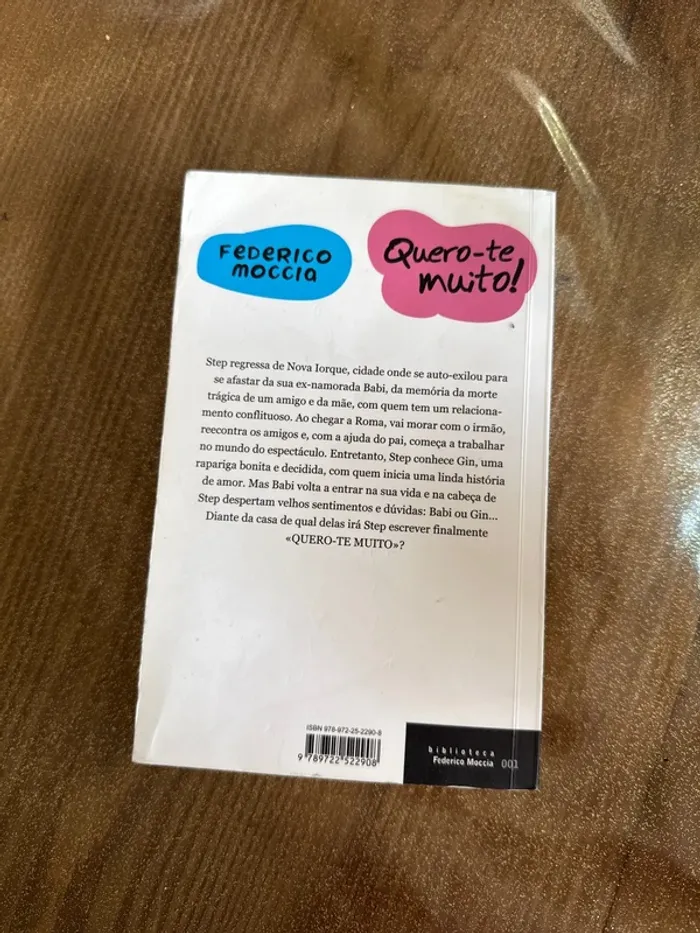 Federico
moccia
Quero-te
muito!
Step regressa de Nova Iorque, cidade onde se auto-exilou para
se afastar da sua ex-namorada Babi, da memória da morte
trágica de um amigo e da mãe, com quem tem um relaciona-
mento conflituoso. Ao chegar a Roma, vai morar com o irmão,
reencontra os amigos e, com a ajuda do pai, começa a trabalhar
no mundo do espectáculo. Entretanto, Step conhece Gin, uma
rapariga bonita e decidida, com quem inicia uma linda história
de amor. Mas Babi volta a entrar na sua vida e na cabeça de
Step despertam velhos sentimentos e dúvidas: Babi ou Gin...
Diante da casa de qual delas irá Step escrever finalmente
«QUERO-TE MUITO»?
ISBN 978-972-25-2290-8
9 789722 522908
biblioteca
Federico Moccia 001